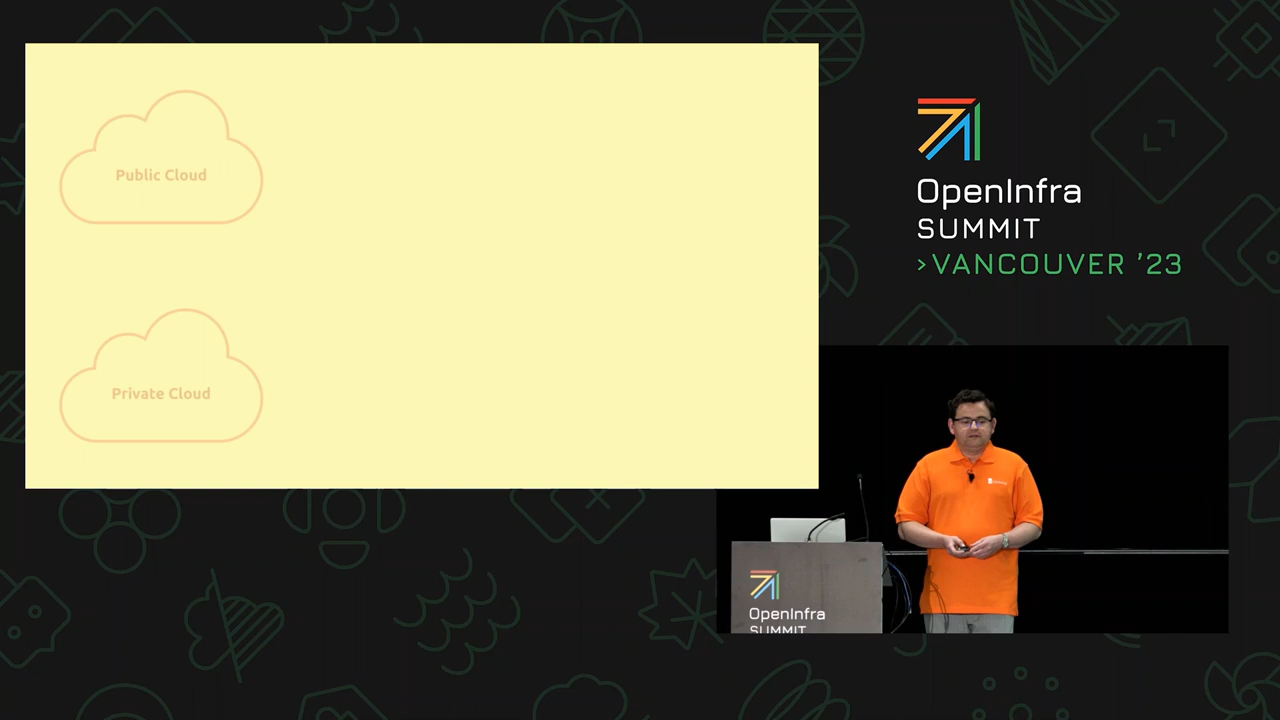 Public Cloud
Private Cloud
OpenInfra
SUMMIT
>VANCOUVER ’23
OpenInfra
SUMMIT